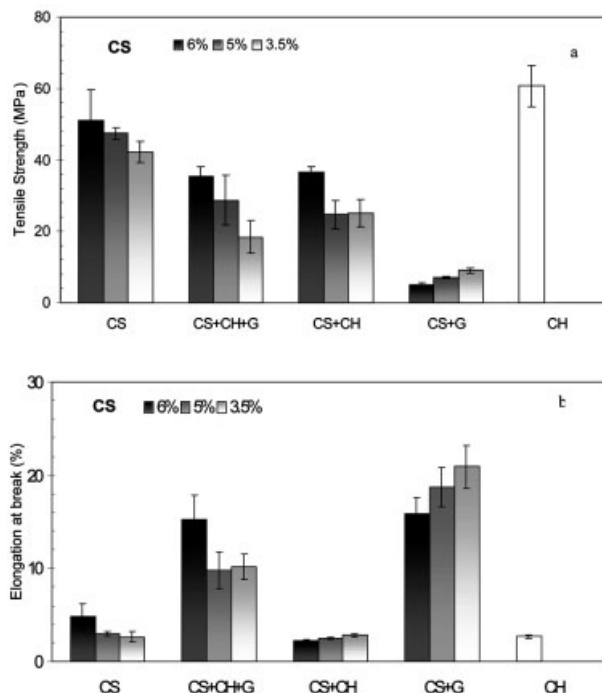 80
CS 6% 5% 3.5%
a
60
40
20
0
Tensile Strength (MPa)
CS CS+CH+G CS+CH CS+G CH
30
CS 6% 5% 3.5%
b
20
10
0
Elongation at break (%)
CS CS+CH+G CS+CH CS+G CH